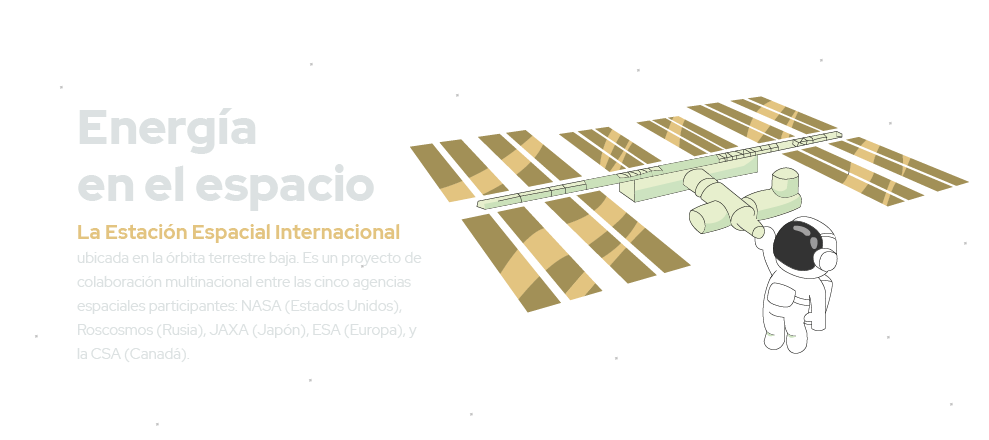 Energía
en el espacio
La Estación Espacial Internacional
ubicada en la órbita terrestre baja. Es un proyecto de
colaboración multinacional entre las cinco agencias
espaciales participantes: NASA (Estados Unidos),
Roscosmos (Rusia), JAXA (Japón), ESA (Europa), y
la CSA (Canadá).